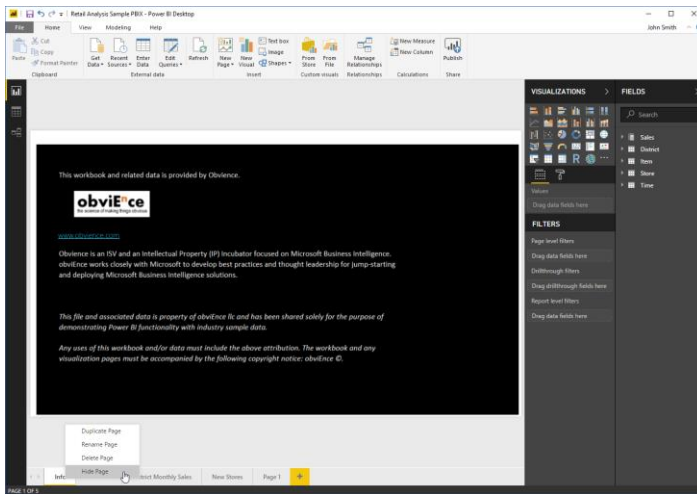 Retail Analysis Sample PBIX - Power BI Desktop
File Home View Modeling Help John Smith
Paste
Cut
Copy
Format Painter
Clipboard
Get Data
Recent Sources
Enter Data
Edit Queries
Refresh
External data
New Page
New Visual
Text box
Image
Shapes
Insert
From Store
From File
Custom visuals
Manage Relationships
Relationships
New Measure
New Column
Calculations
Publish
Share
This workbook and related data is provided by Obvience.
obviEnce
the science of making things obvious
www.obvience.com
Obvience is an ISV and an Intellectual Property (IP) Incubator focused on Microsoft Business Intelligence.
obviEnce works closely with Microsoft to develop best practices and thought leadership for jump-starting
and deploying Microsoft Business Intelligence solutions.
This file and associated data is property of obviEnce llc and has been shared solely for the purpose of
demonstrating Power BI functionality with industry sample data.
Any uses of this workbook and/or data must include the above attribution. The workbook and any
visualization pages must be accompanied by the following copyright notice: obviEnce ©.
VISUALIZATIONS
R
Values
Drag data fields here
FILTERS
Page level filters
Drag data fields here
Drillthrough filters
Drag drillthrough fields here
Report level filters
Drag data fields here
FIELDS
Search
Sales
District
Item
Store
Time
Duplicate Page
Rename Page
Delete Page
Hide Page
Info trict Monthly Sales New Stores Page 1 +
PAGE 1 OF 5